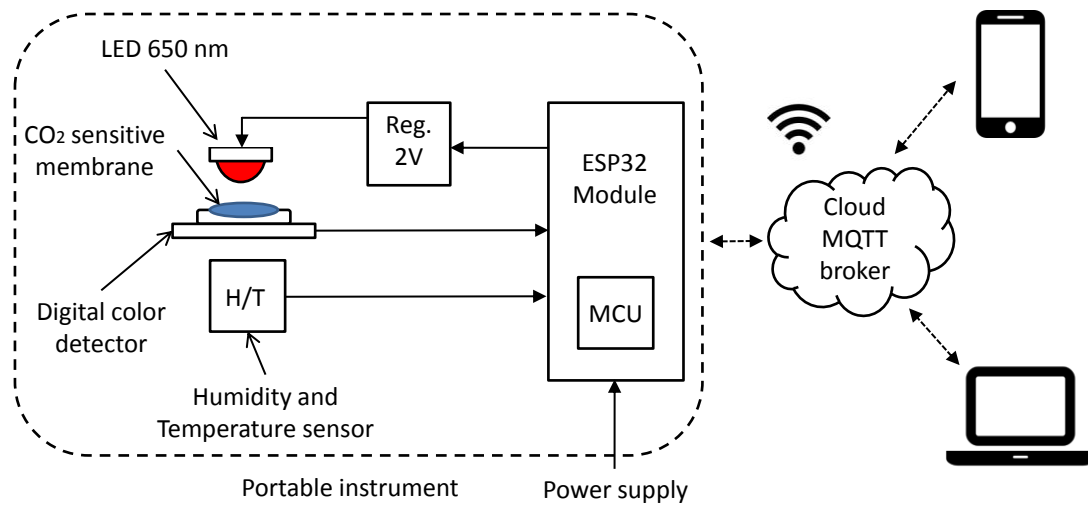 LED 650 nm
CO₂ sensitive
membrane
Reg.
2V
ESP32
Module
MCU
H/T
Digital color
detector
Humidity and
Temperature sensor
Portable instrument
Power supply
Cloud
MQTT
broker